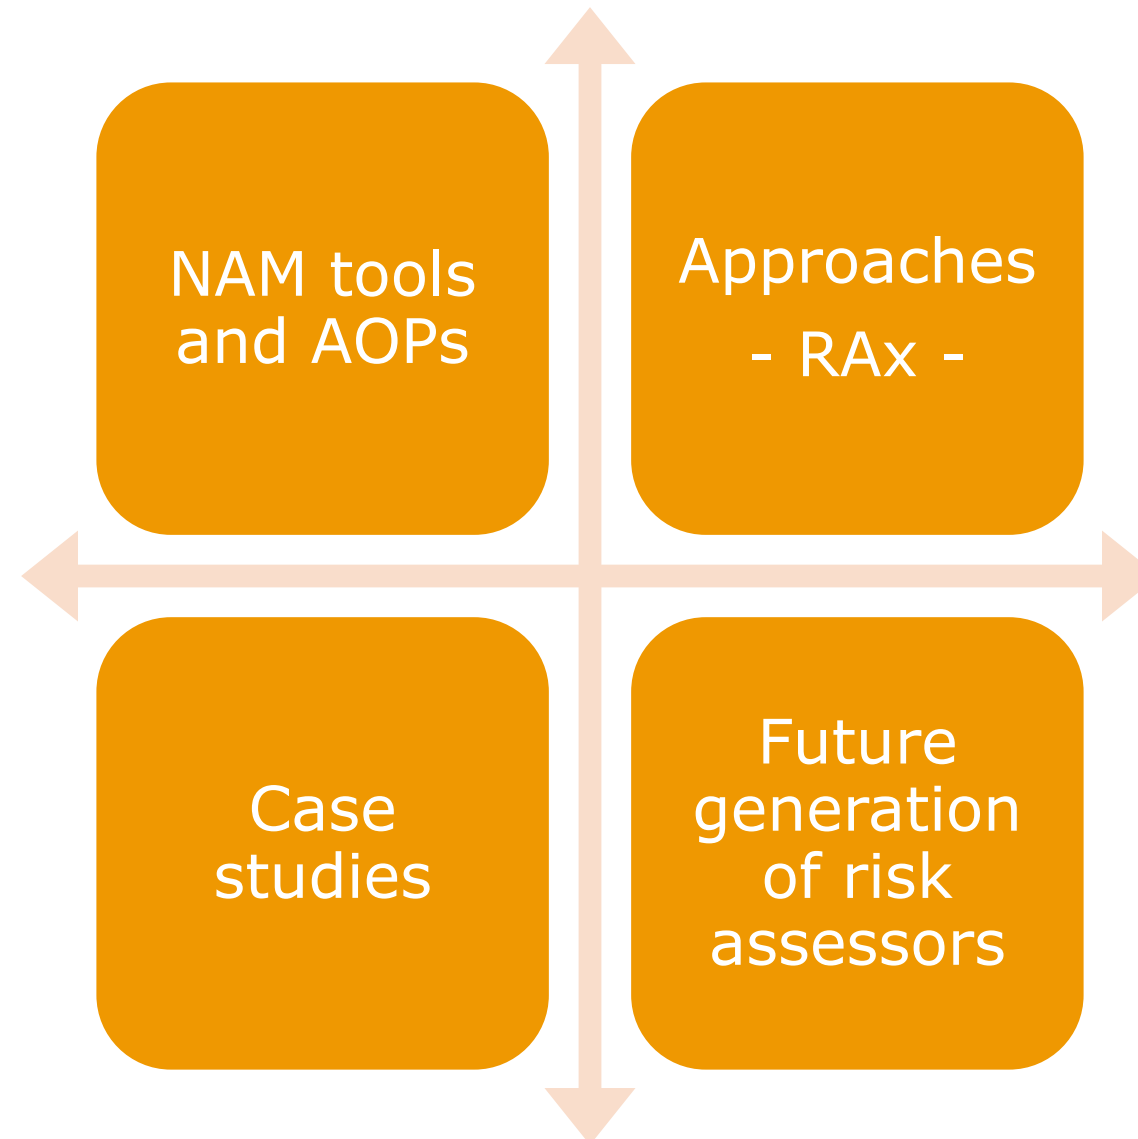 NAM tools
and AOPs
Approaches
- RAx -
Case
studies
Future
generation
of risk
assessors